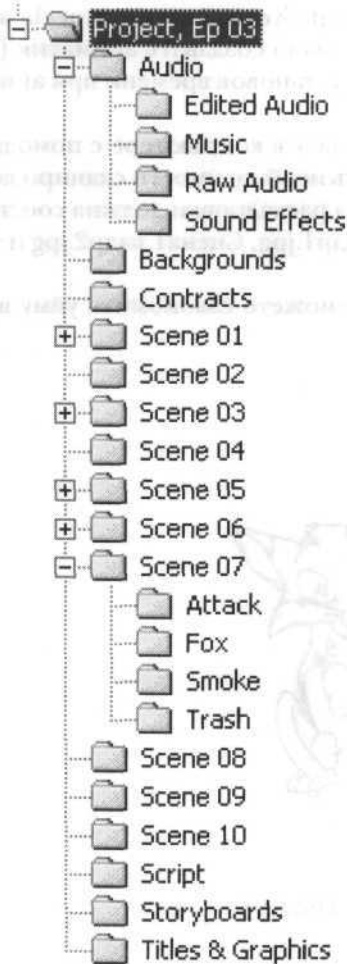 Project, Ep 03
Audio
Edited Audio
Music
Raw Audio
Sound Effects
Backgrounds
Contracts
Scene 01
Scene 02
Scene 03
Scene 04
Scene 05
Scene 06
Scene 07
Attack
Fox
Smoke
Trash
Scene 08
Scene 09
Scene 10
Script
Storyboards
Titles & Graphics